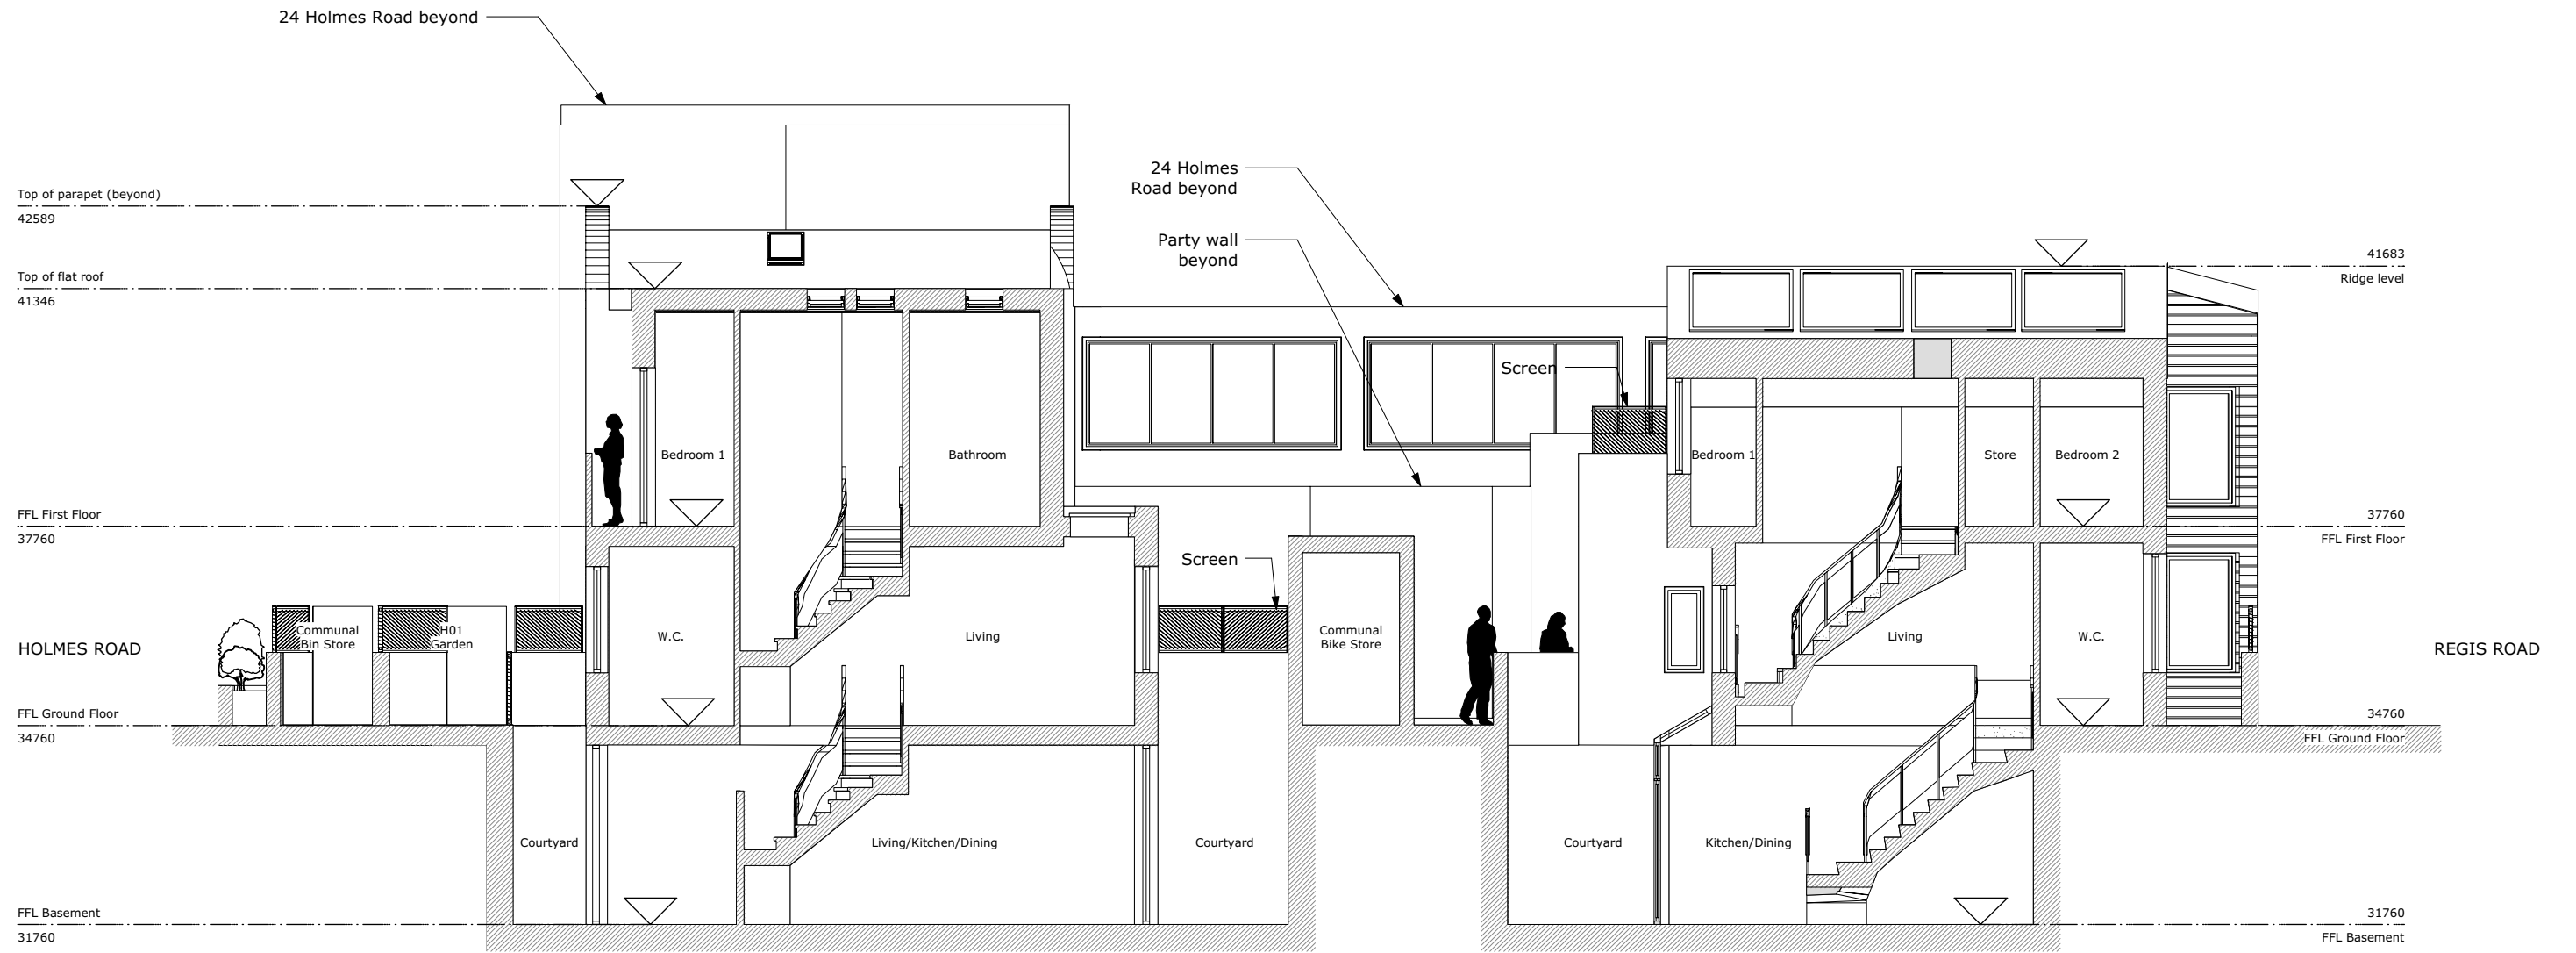 24 Holmes Road beyond
24 Holmes
Road beyond
Top of parapet (beyond)
42589
Party wall
beyond
41683
Ridge level
Top of flat roof
41346
Screen
Bedroom 1
Bathroom
Bedroom 1
Store
Bedroom 2
FFL First Floor
37760
37760
FFL First Floor
Screen
HOLMES ROAD
Communal
Bin Store
H01
Garden
W.C.
Living
Communal
Bike Store
Living
W.C.
REGIS ROAD
FFL Ground Floor
34760
34760
FFL Ground Floor
Courtyard
Living/Kitchen/Dining
Courtyard
Courtyard
Kitchen/Dining
FFL Basement
31760
31760
FFL Basement